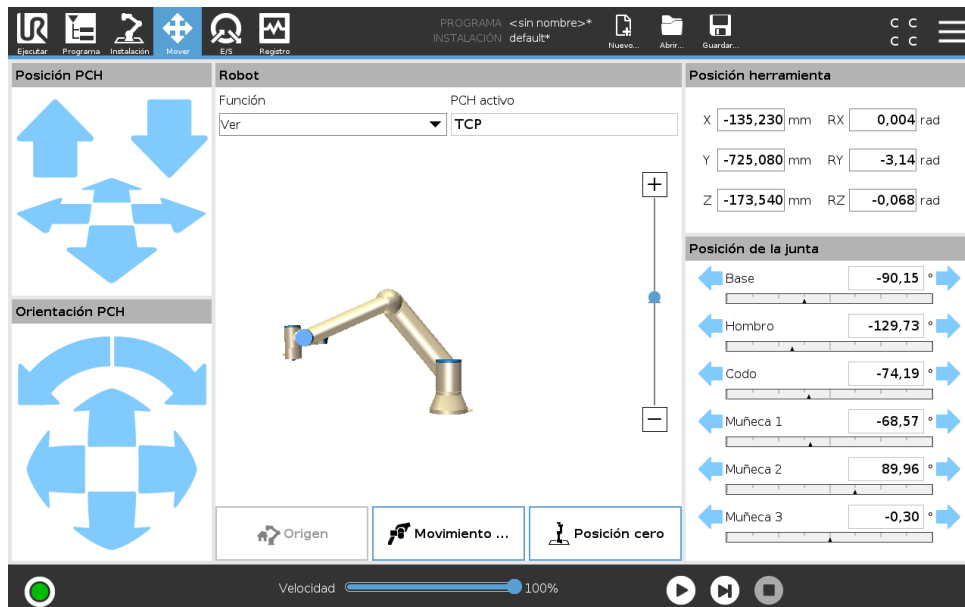 UR
PROGRAMA <sin nombre>*
INSTALACIÓN default*
C C
C C
Ejecutar Programa Instalación Mover E/S Registro Nuevo... Abrir... Guardar...
Posición PCH
Robot
Posición herramienta
Función PCH activo
Ver TCP
X -135,230 mm RX 0,004 rad
Y -725,080 mm RY -3,14 rad
Z -173,540 mm RZ -0,068 rad
Posición de la junta
Base -90,15 °
Orientación PCH
Hombro -129,73 °
Codo -74,19 °
Muñeca 1 -68,57 °
Muñeca 2 89,96 °
Muñeca 3 -0,30 °
Origen Movimiento ... Posición cero
Velocidad 100%